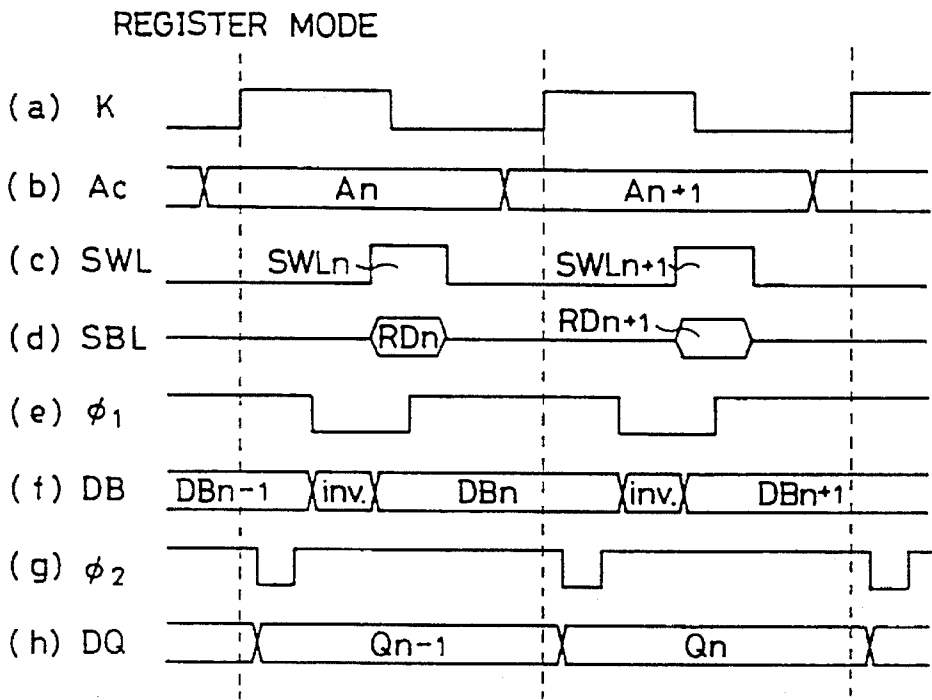 REGISTER MODE
(a) K
(b) Ac An An+1
(c) SWL SWLn SWLn+1
(d) SBL RDn RDn+1
(e) ϕ1
(f) DB DBn-1 inv. DBn inv. DBn+1
(g) ϕ2
(h) DQ Qn-1 Qn